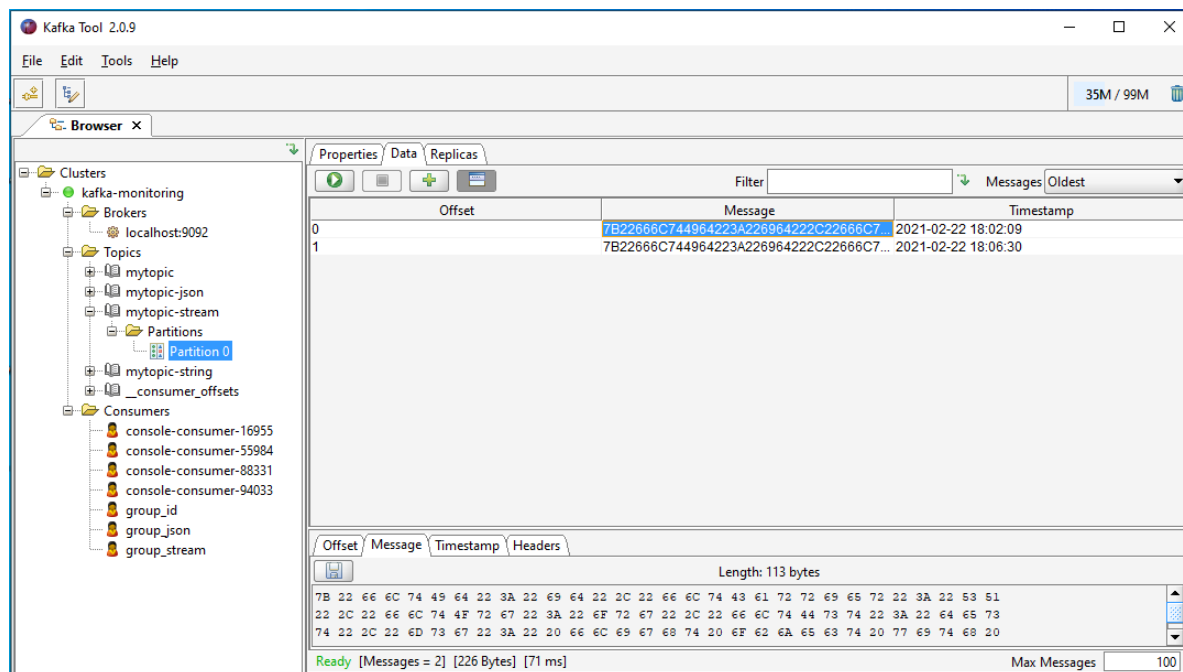 Kafka Tool 2.0.9
File Edit Tools Help
35M / 99M
Browser
Properties Data Replicas
Clusters
kafka-monitoring
Brokers
localhost:9092
Topics
mytopic
mytopic-json
mytopic-stream
Partitions
Partition 0
mytopic-string
__consumer_offsets
Consumers
console-consumer-16955
console-consumer-55984
console-consumer-88331
console-consumer-94033
group_id
group_json
group_stream
Filter Messages Oldest
Offset Message Timestamp
0 7B22666C744964223A226964222C22666C7... 2021-02-22 18:02:09
1 7B22666C744964223A226964222C22666C7... 2021-02-22 18:06:30
Offset Message Timestamp Headers
Length: 113 bytes
7B 22 66 6C 74 49 64 22 3A 22 69 64 22 2C 22 66 6C 74 43 61 72 72 69 65 72 22 3A 22 53 51
22 2C 22 66 6C 74 4F 72 67 22 3A 22 6F 72 67 22 2C 22 66 6C 74 44 73 74 22 3A 22 64 65 73
74 22 2C 22 6D 73 67 22 3A 22 20 66 6C 69 67 68 74 20 6F 62 6A 65 63 74 20 77 69 74 68 20
Ready [Messages = 2] [226 Bytes] [71 ms] Max Messages 100